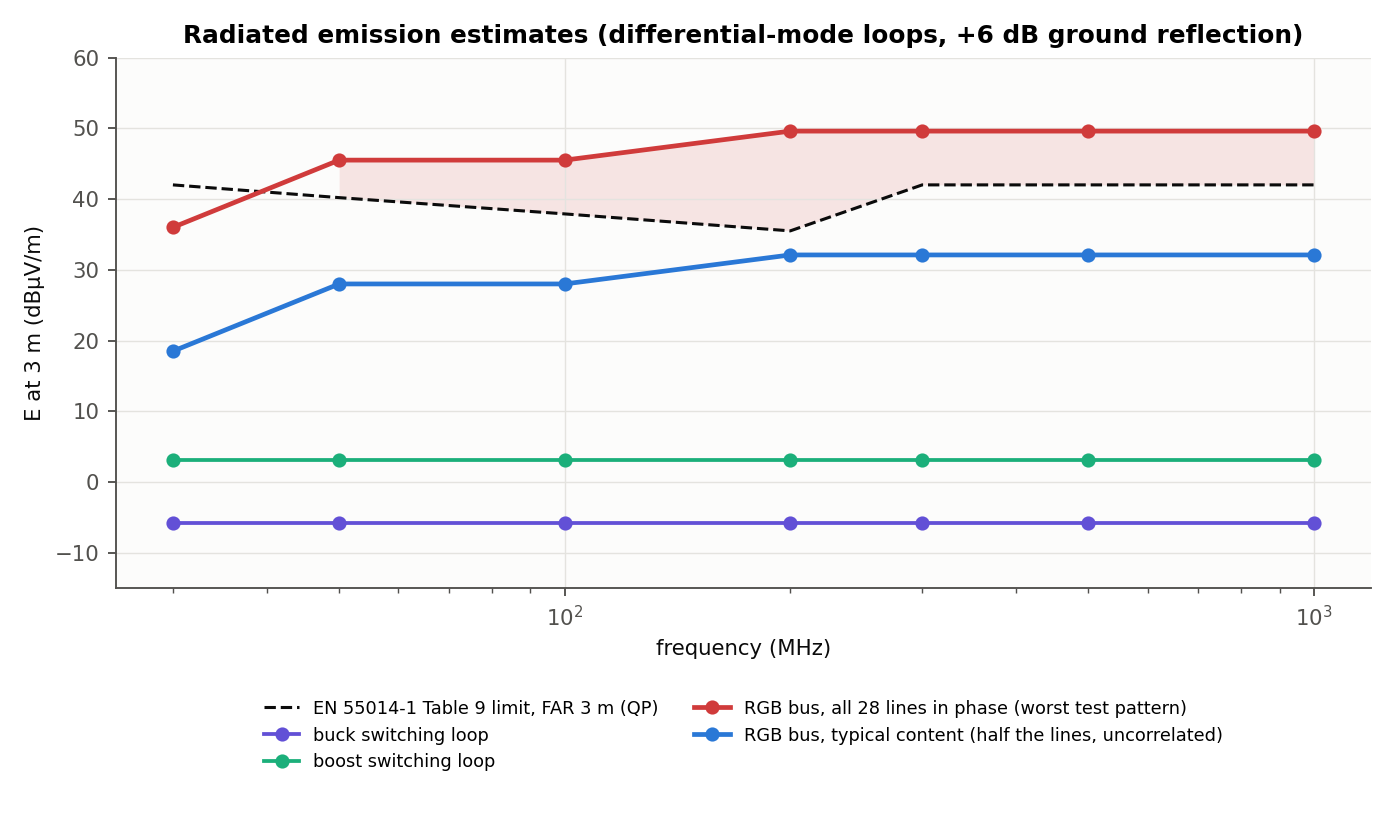 Radiated emission estimates (differential-mode loops, +6 dB ground reflection)
60
50
40
30
20
10
0
−10
E at 3 m (dBµV/m)
10²
10³
frequency (MHz)
EN 55014-1 Table 9 limit, FAR 3 m (QP)
buck switching loop
boost switching loop
RGB bus, all 28 lines in phase (worst test pattern)
RGB bus, typical content (half the lines, uncorrelated)